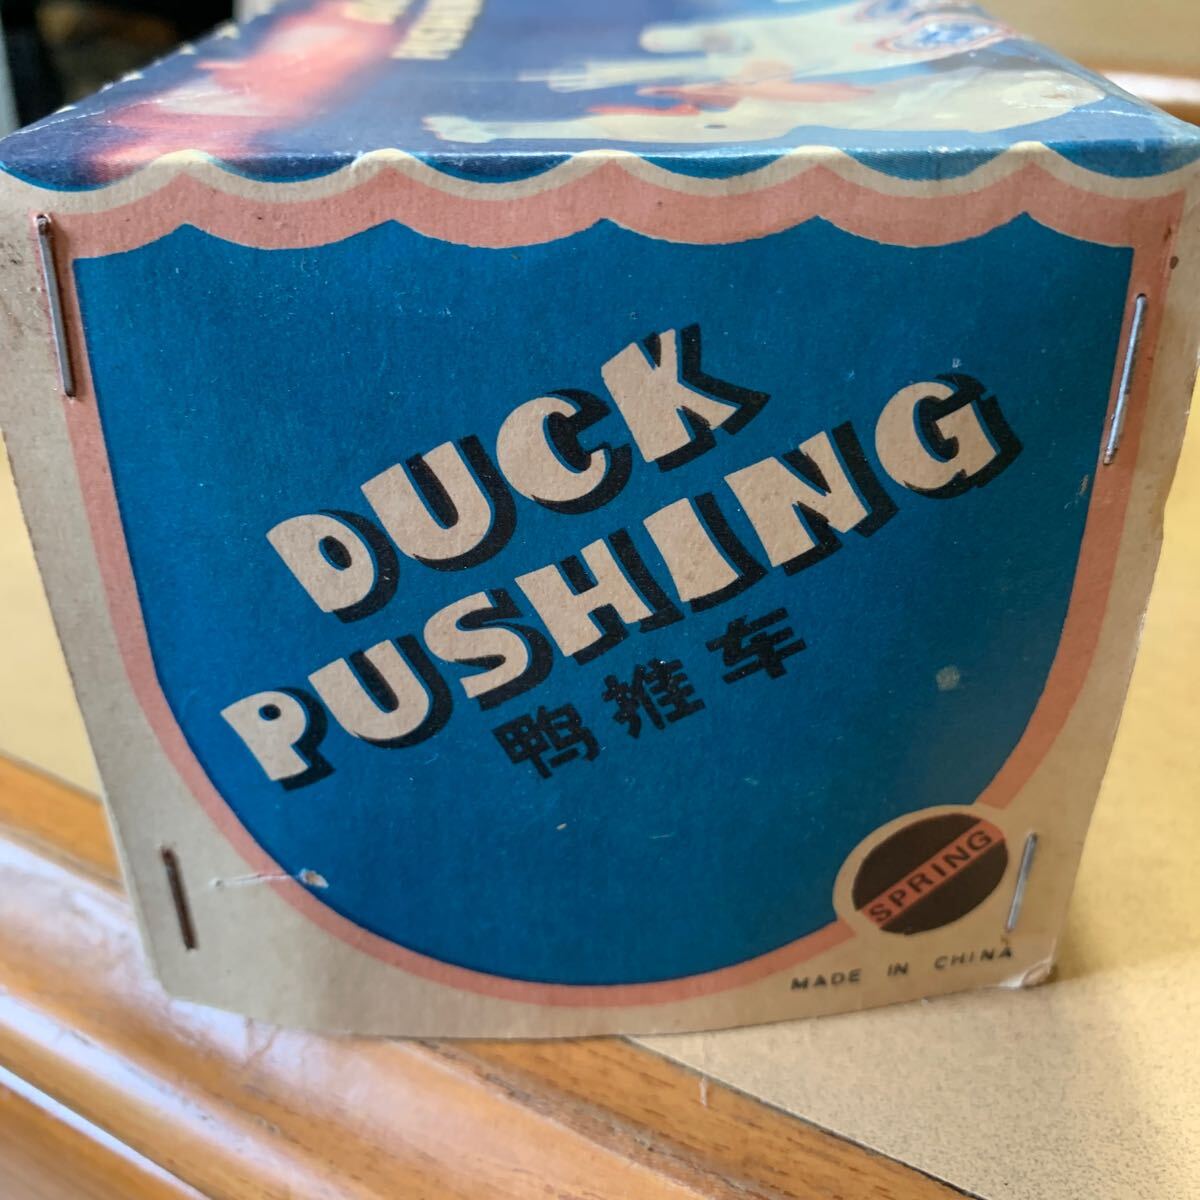 DUCK
PUSHING
鸭推车
SPRING
MADE IN CHINA